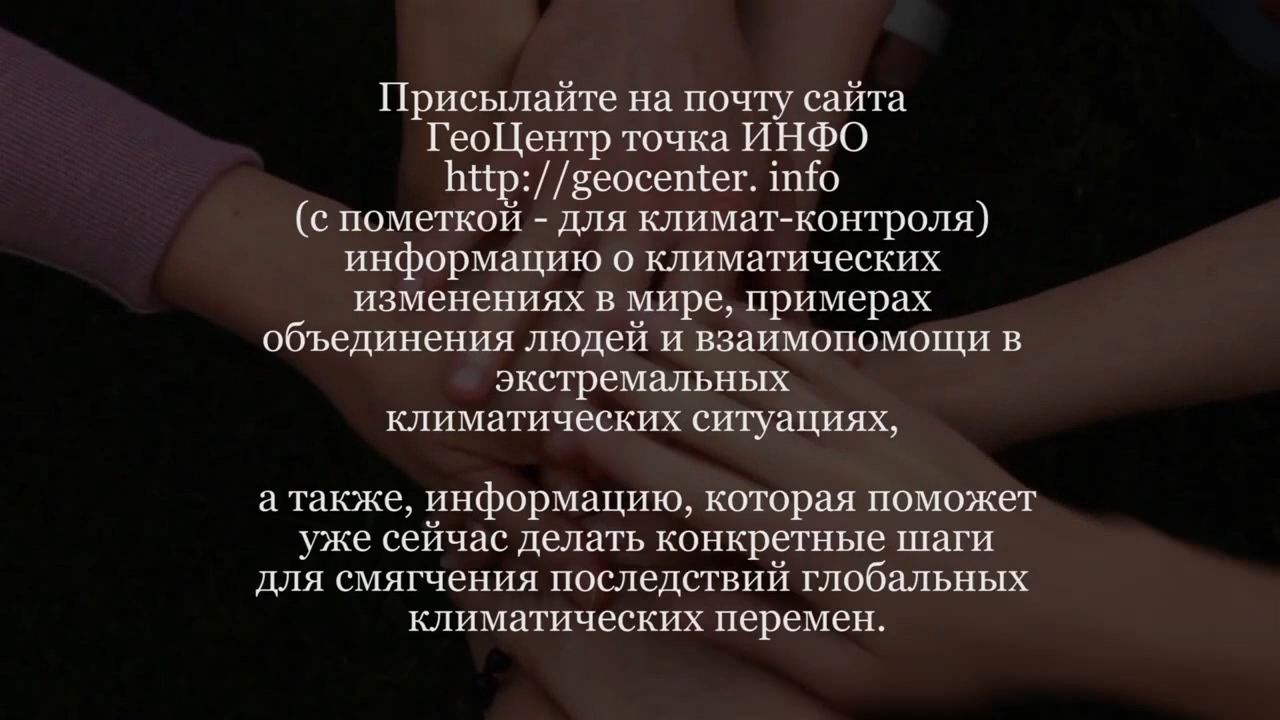 Присылайте на почту сайта
ГеоЦентр точка ИНФО
http://geocenter. info
(с пометкой - для климат-контроля)
информацию о климатических
изменениях в мире, примерах
объединения людей и взаимопомощи в
экстремальных
климатических ситуациях,
а также, информацию, которая поможет
уже сейчас делать конкретные шаги
для смягчения последствий глобальных
климатических перемен.